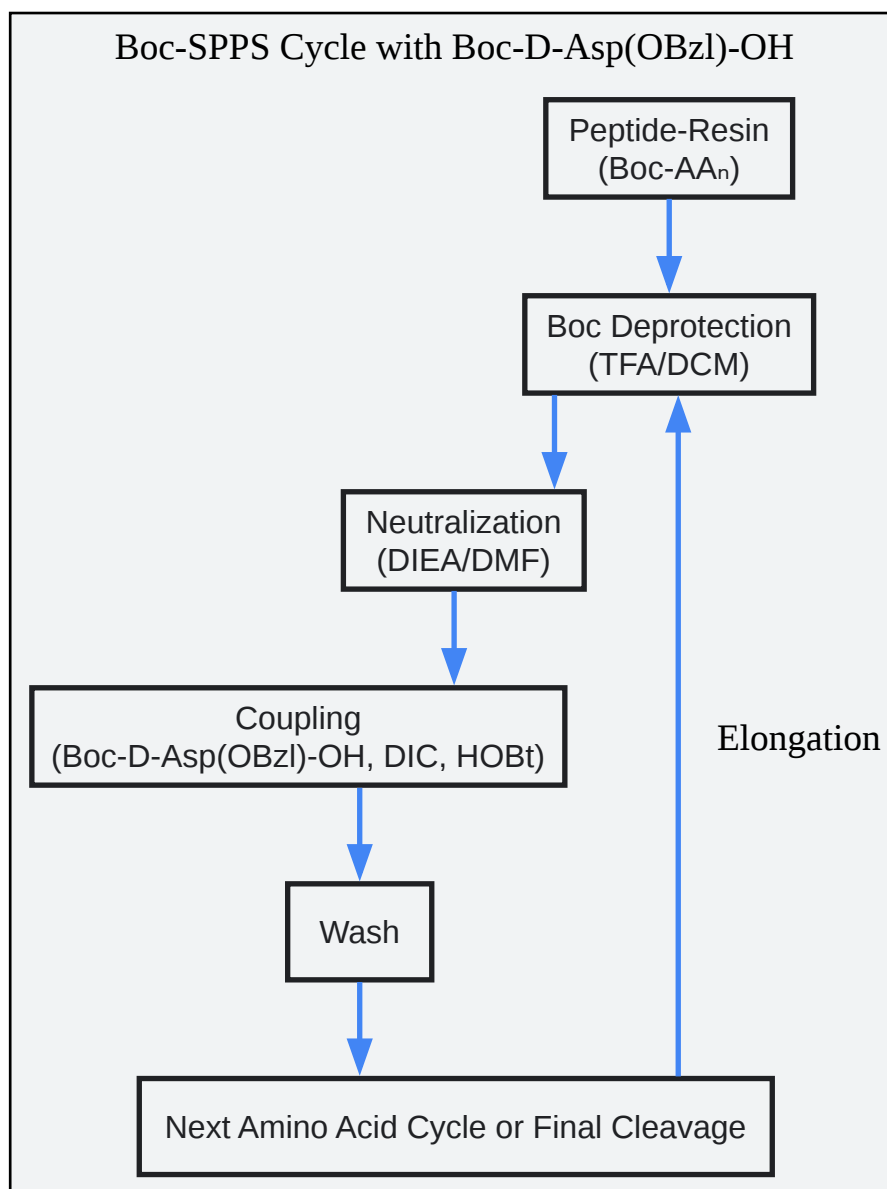 Boc-SPPS Cycle with Boc-D-Asp(OBzl)-OH
Peptide-Resin
(Boc-AAₙ)
Boc Deprotection
(TFA/DCM)
Neutralization
(DIEA/DMF)
Coupling
(Boc-D-Asp(OBzl)-OH, DIC, HOBt)
Elongation
Wash
Next Amino Acid Cycle or Final Cleavage